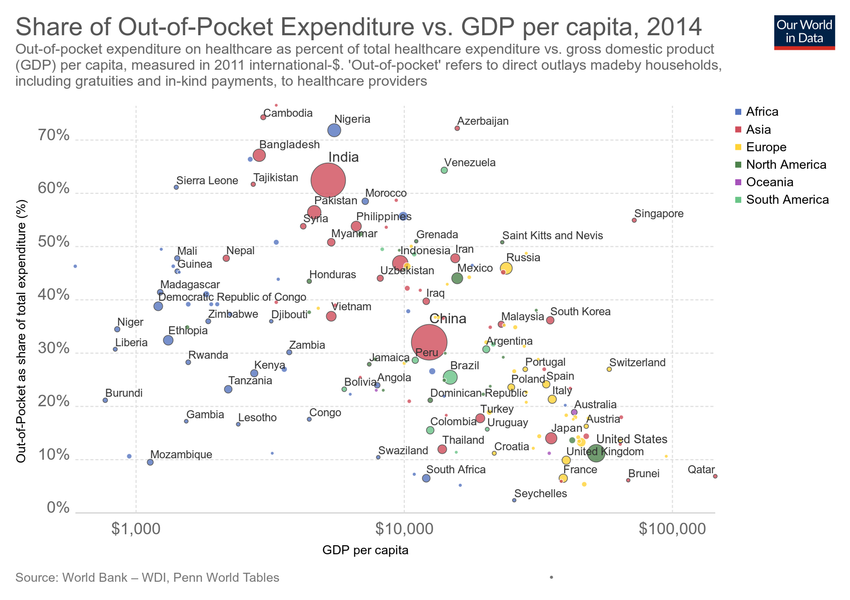 Share of Out-of-Pocket Expenditure vs. GDP per capita, 2014
Our World
in Data
Out-of-pocket expenditure on healthcare as percent of total healthcare expenditure vs. gross domestic product
(GDP) per capita, measured in 2011 international-$. 'Out-of-pocket' refers to direct outlays madeby households,
including gratuities and in-kind payments, to healthcare providers
Out-of-Pocket as share of total expenditure (%)
70%
60%
50%
40%
30%
20%
10%
0%
Cambodia
Nigeria
Azerbaijan
Bangladesh
India
Venezuela
Sierra Leone
Tajikistan
Pakistan
Morocco
Syria
Philippines
Singapore
Myanmar
Grenada
Saint Kitts and Nevis
Mali
Nepal
Indonesia
Iran
Russia
Guinea
Honduras
Uzbekistan
Mexico
Madagascar
Democratic Republic of Congo
Iraq
Zimbabwe
Djibouti
Vietnam
Niger
Ethiopia
China
Malaysia
South Korea
Liberia
Rwanda
Zambia
Jamaica
Peru
Argentina
Kenya
Brazil
Portugal
Switzerland
Tanzania
Bolivia
Angola
Poland
Spain
Burundi
Dominican Republic
Italy
Gambia
Lesotho
Congo
Turkey
Australia
Colombia
Uruguay
Austria
Thailand
Japan
United States
Mozambique
Swaziland
Croatia
United Kingdom
South Africa
France
Brunei
Qatar
Seychelles
$1,000
$10,000
$100,000
GDP per capita
Africa
Asia
Europe
North America
Oceania
South America
Source: World Bank – WDI, Penn World Tables